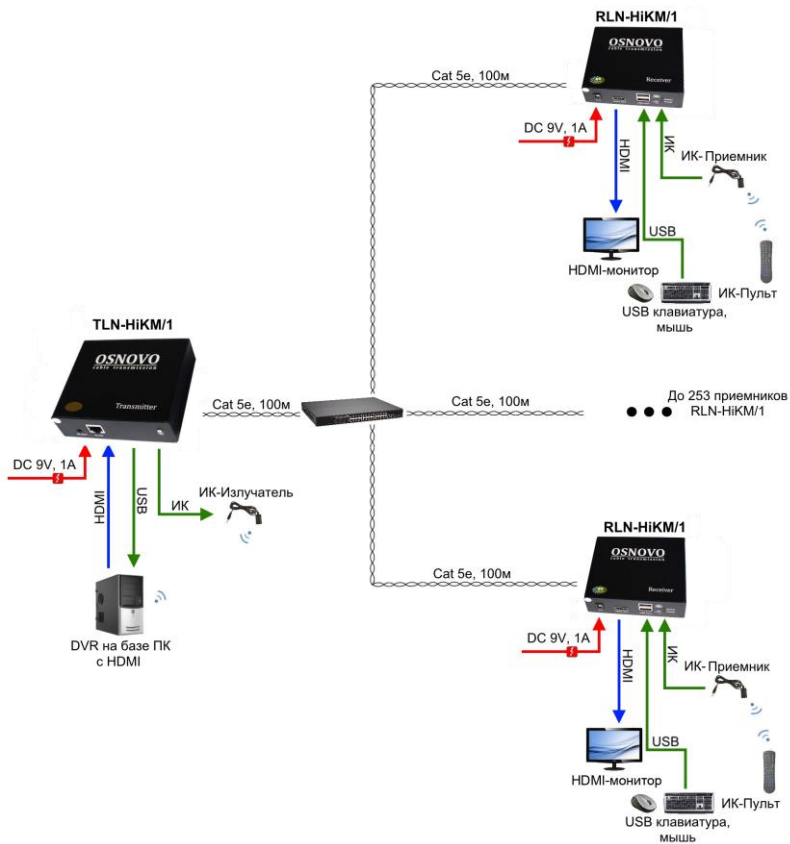 RLN-HiKM/1
OSNOVO
cable transmission
Receiver
Cat 5e, 100м
DC 9V, 1A
HDMI
ИК
ИК-Приемник
USB
HDMI-монитор
ИК-Пульт
USB клавиатура,
мышь
TLN-HiKM/1
OSNOVO
cable transmission
Transmitter
Cat 5e, 100м
Cat 5e, 100м
До 253 приемников
RLN-HiKM/1
DC 9V, 1A
HDMI
USB
ИК
ИК-Излучатель
DVR на базе ПК
с HDMI
RLN-HiKM/1
OSNOVO
cable transmission
Receiver
Cat 5e, 100м
DC 9V, 1A
HDMI
ИК
ИК-Приемник
USB
HDMI-монитор
ИК-Пульт
USB клавиатура,
мышь